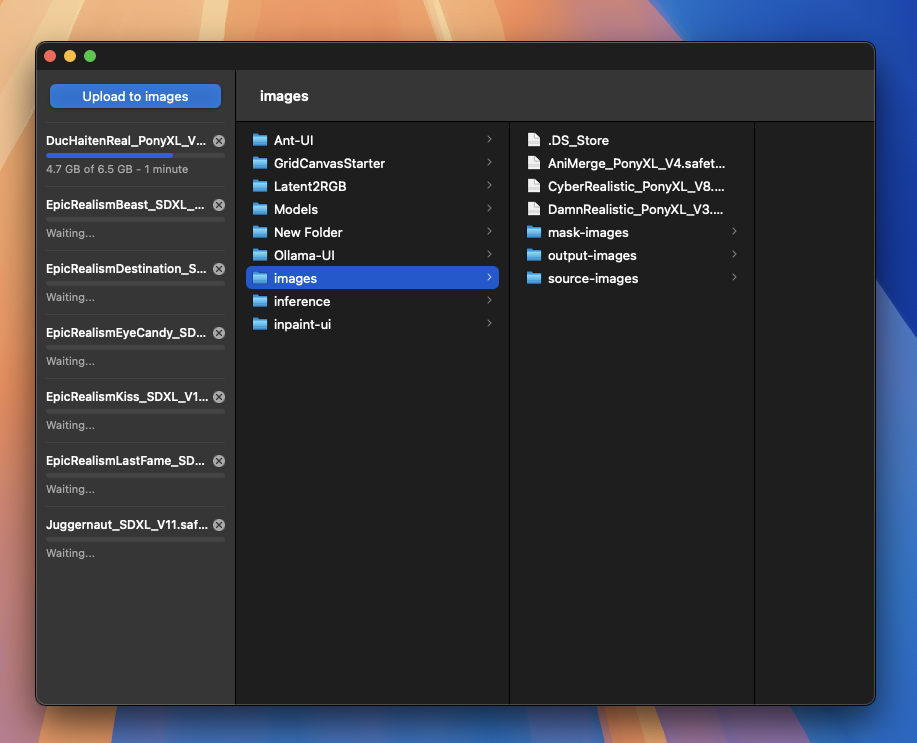 Upload to images
DucHaitenReal_PonyXL_V...
4.7 GB of 6.5 GB - 1 minute
EpicRealismBeast_SDXL_...
Waiting...
EpicRealismDestination_S...
Waiting...
EpicRealismEyeCandy_SD...
Waiting...
EpicRealismKiss_SDXL_V1...
Waiting...
EpicRealismLastFame_SD...
Waiting...
Juggernaut_SDXL_V11.saf...
Waiting...
images
Ant-UI
GridCanvasStarter
Latent2RGB
Models
New Folder
Ollama-UI
images
inference
inpaint-ui
.DS_Store
AniMerge_PonyXL_V4.safet...
CyberRealistic_PonyXL_V8....
DamnRealistic_PonyXL_V3....
mask-images
output-images
source-images